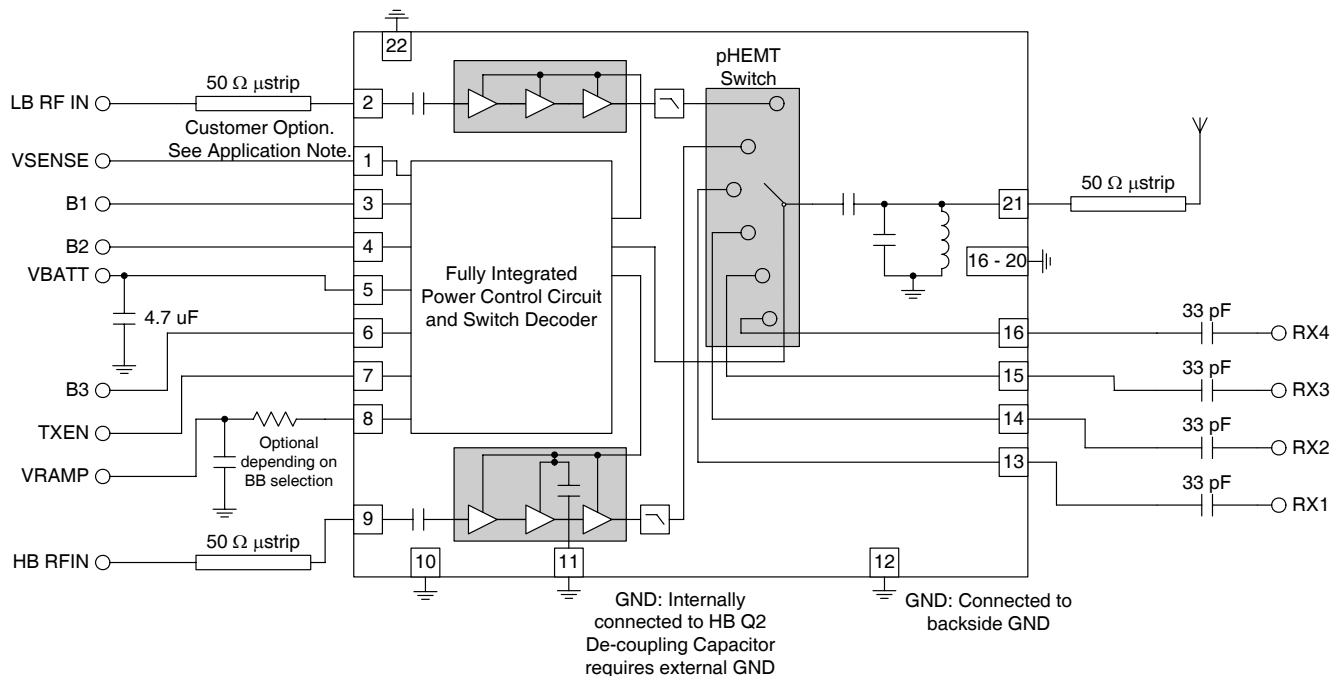 22
pHEMT
Switch
50 Ω μstrip
LB RF IN
2
Customer Option.
See Application Note.
VSENSE
1
B1
3
B2
4
VBATT
5
4.7 uF
6
B3
7
TXEN
8
Optional
depending on
BB selection
VRAMP
9
HB RFIN
50 Ω μstrip
Fully Integrated
Power Control Circuit
and Switch Decoder
21
50 Ω μstrip
16 - 20
16
33 pF
RX4
15
33 pF
RX3
14
33 pF
RX2
13
33 pF
RX1
10
11
12
GND: Internally
connected to HB Q2
De-coupling Capacitor
requires external GND
GND: Connected to
backside GND